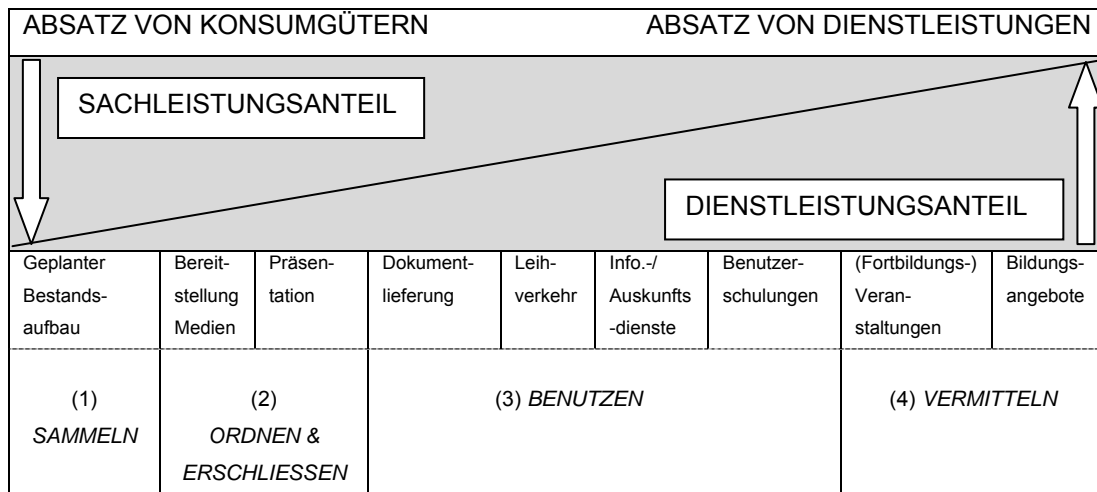 ABSATZ VON KONSUMGÜTERN ABSATZ VON DIENSTLEISTUNGEN
SACHLEISTUNGSANTEIL
DIENSTLEISTUNGSANTEIL
Geplanter
Bestands-
aufbau
Bereit-
stellung
Medien
Präsen-
tation
Dokument-
lieferung
Leih-
verkehr
Info.-/
Auskunfts
-dienste
Benutzer-
schulungen
(Fortbildungs-)
Veran-
staltungen
Bildungs-
angebote
(1)
SAMMELN
(2)
ORDNEN &
ERSCHLIESSEN
(3) BENUTZEN
(4) VERMITTELN